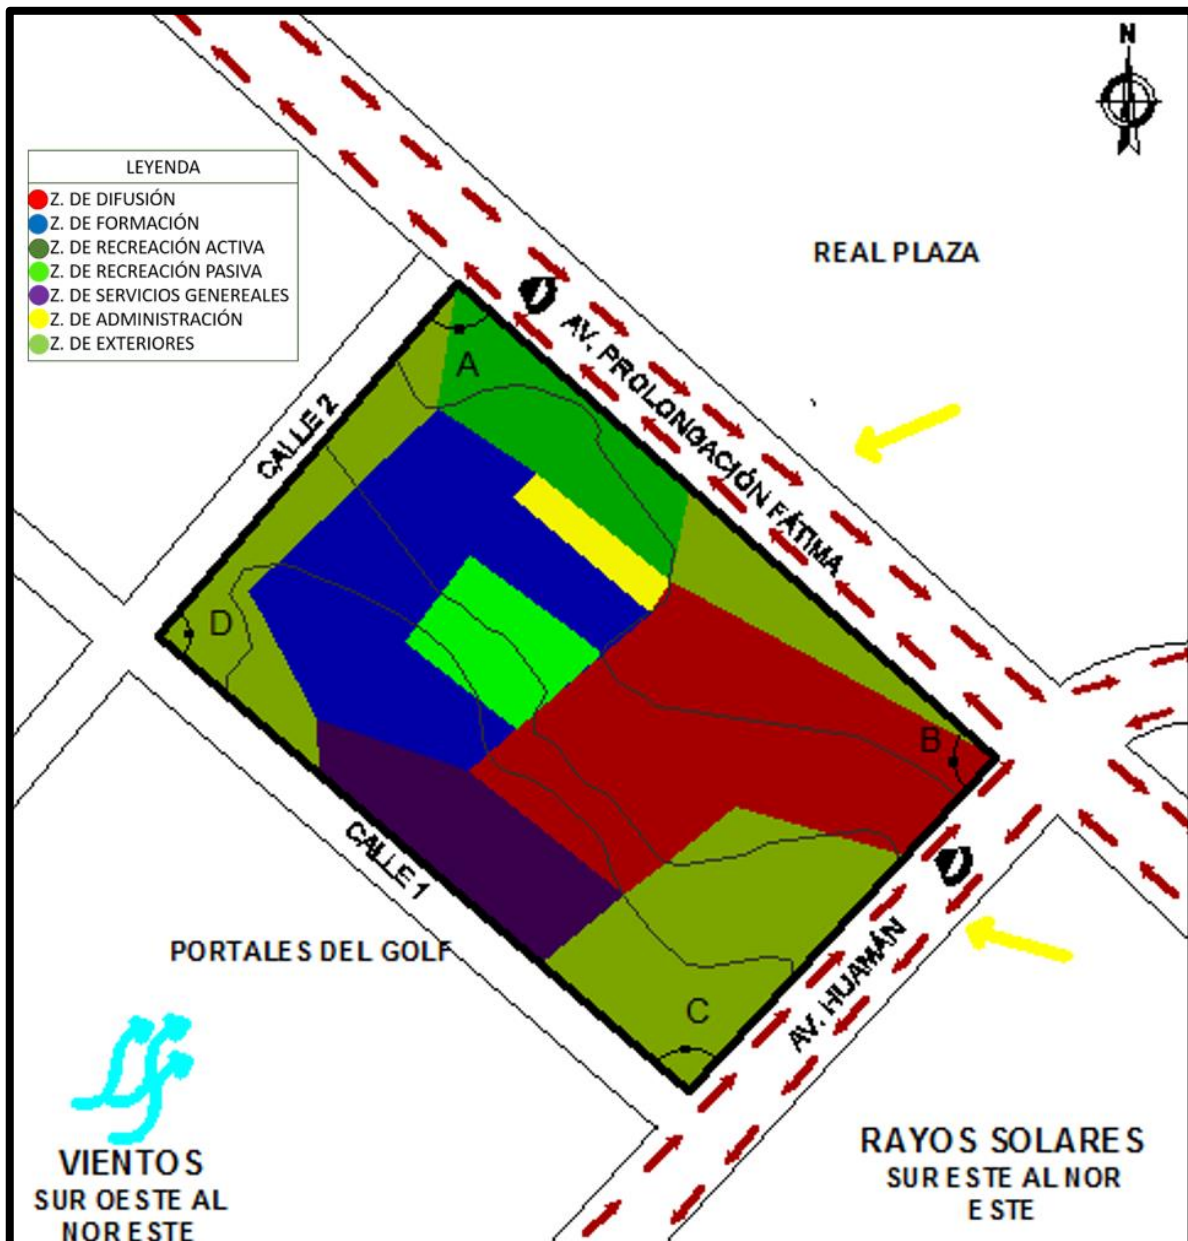 N
LEYENDA
Z. DE DIFUSIÓN
Z. DE FORMACIÓN
Z. DE RECREACIÓN ACTIVA
Z. DE RECREACIÓN PASIVA
Z. DE SERVICIOS GENEREALES
Z. DE ADMINISTRACIÓN
Z. DE EXTERIORES
REAL PLAZA
AV. PROLONGACIÓN FÁTIMA
A
CALLE 2
D
B
CALLE 1
PORTALES DEL GOLF
AV. HUAMÁN
C
VIENTOS
SUR OESTE AL
NOR ESTE
RAYOS SOLARES
SUR ESTE AL NOR
ESTE